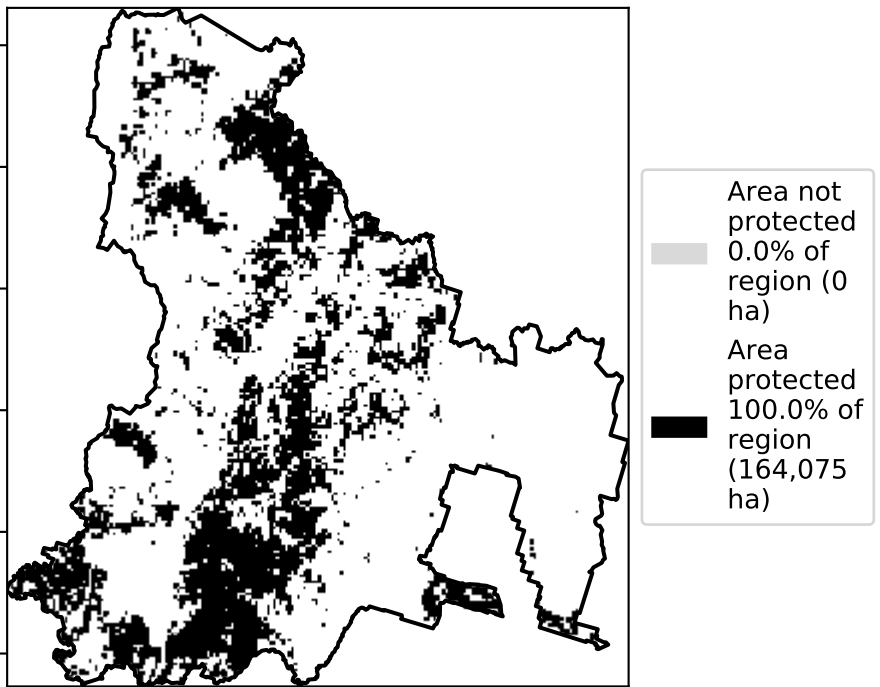 Area not
protected
0.0% of
region (0
ha)
Area
protected
100.0% of
region
(164,075
ha)